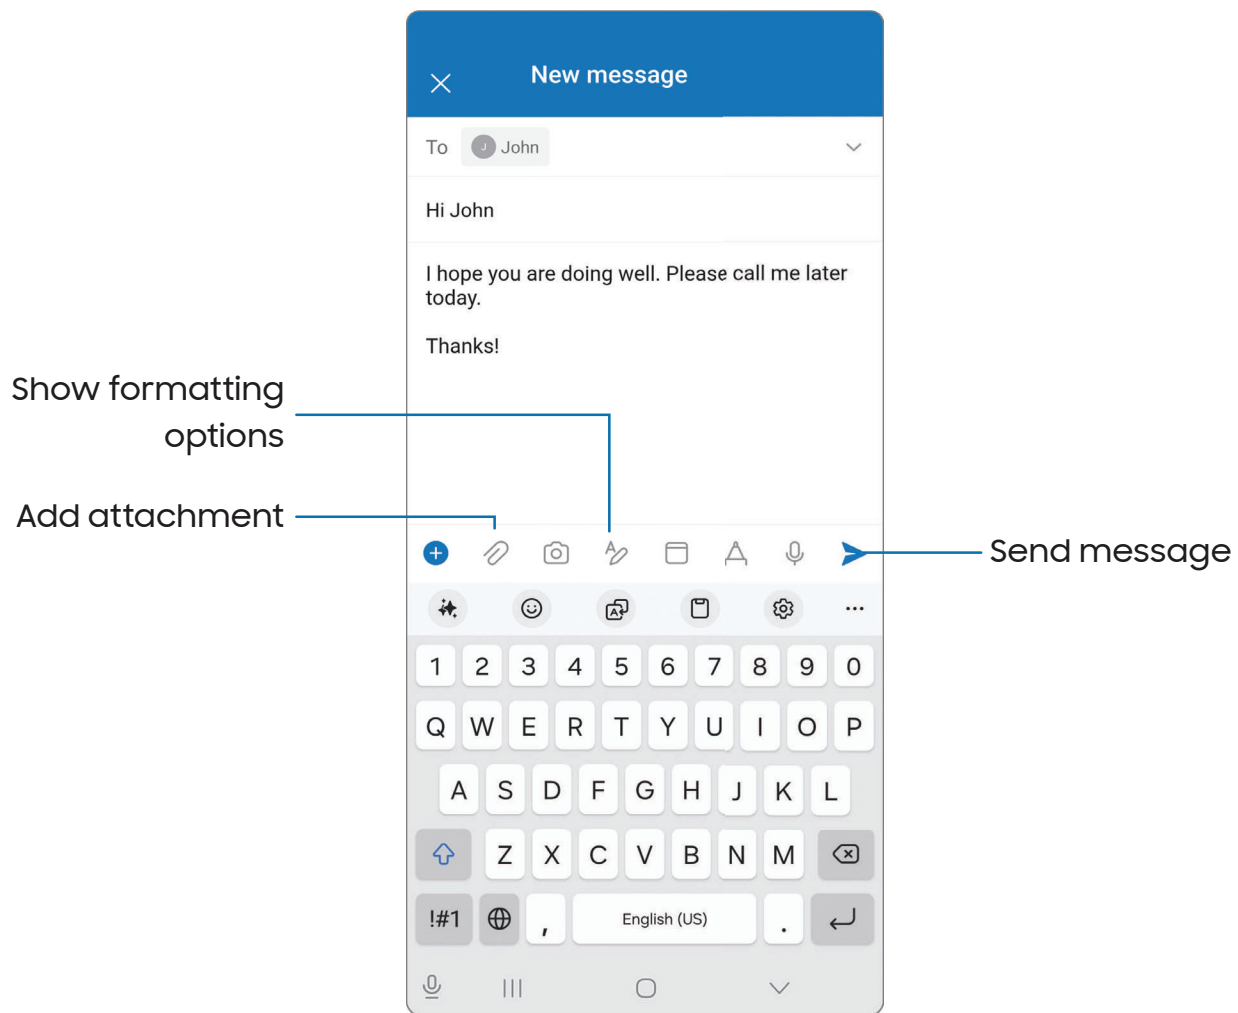 New message
To J John
Hi John
I hope you are doing well. Please call me later
today.
Thanks!
Show formatting
options
Add attachment
Send message
1 2 3 4 5 6 7 8 9 0
Q W E R T Y U I O P
A S D F G H J K L
Z X C V B N M
!#1 , English (US) .